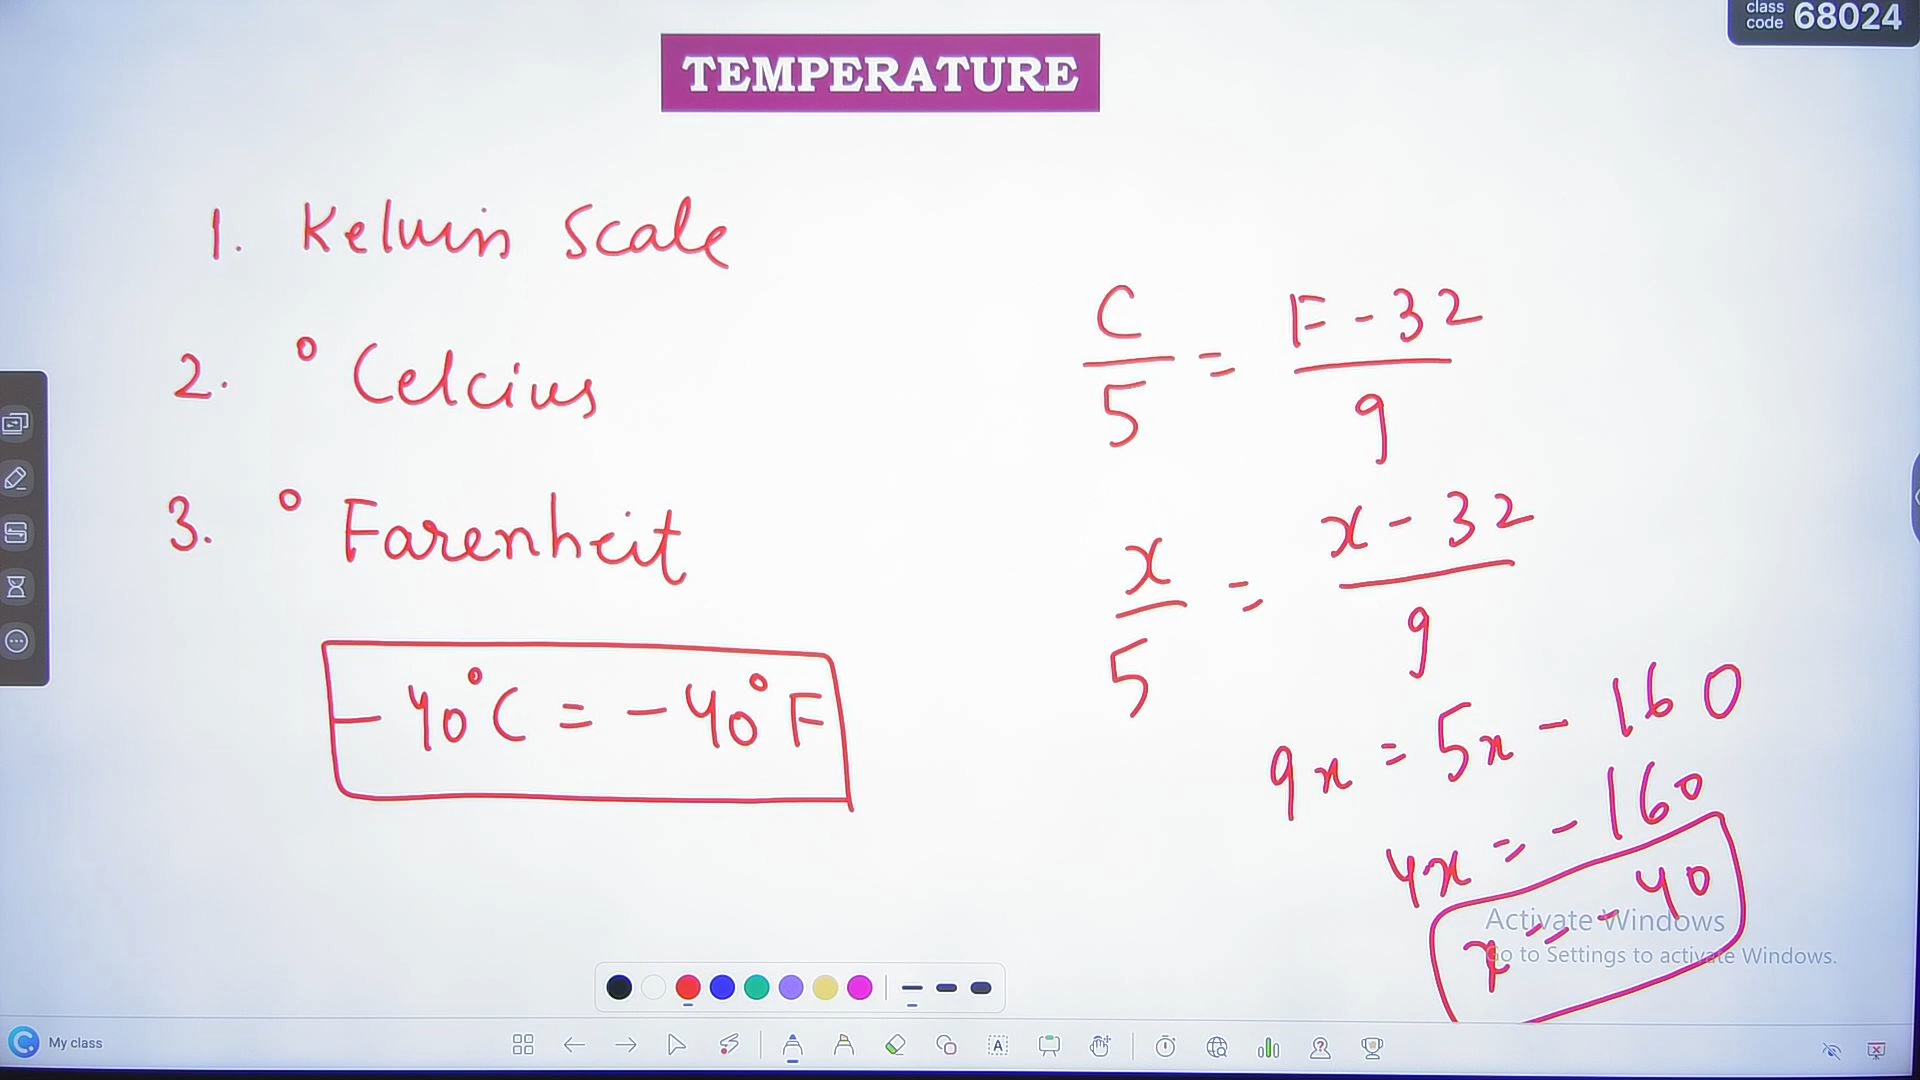 class code 68024
TEMPERATURE
1. Kelvin Scale
2. ° Celcius
3. ° Farenheit
- 40°C = - 40°F
C/5 = F - 32/9
x/5 = x - 32/9
9x = 5x - 160
4x = - 160
x = - 40
Activate Windows
Go to Settings to activate Windows.
My class